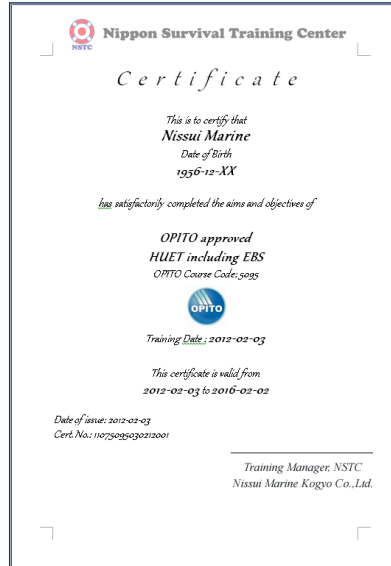 Nippon Survival Training Center
NSTC
Certificate
This is to certify that
Nissui Marine
Date of Birth
1956-12-XX
has satisfactorily completed the aims and objectives of
OPITO approved
HUET including EBS
OPITO Course Code: 5095
OPITO
Training Date : 2012-02-03
This certificate is valid from
2012-02-03 to 2016-02-02
Date of issue: 2012-02-03
Cert. No.: 11075095030212001
Training Manager, NSTC
Nissui Marine Kogyo Co.,Ltd.